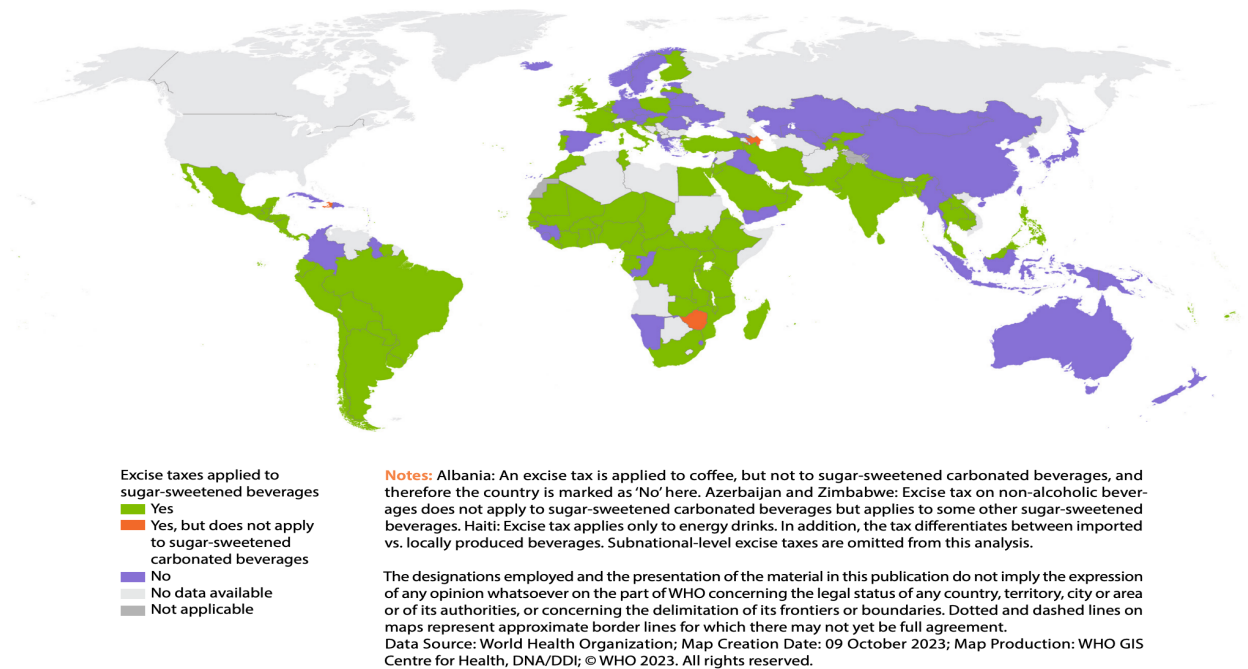 Excise taxes applied to
sugar-sweetened beverages
Yes
Yes, but does not apply
to sugar-sweetened
carbonated beverages
No
No data available
Not applicable
Notes: Albania: An excise tax is applied to coffee, but not to sugar-sweetened carbonated beverages, and
therefore the country is marked as ‘No’ here. Azerbaijan and Zimbabwe: Excise tax on non-alcoholic bever-
ages does not apply to sugar-sweetened carbonated beverages but applies to some other sugar-sweetened
beverages. Haiti: Excise tax applies only to energy drinks. In addition, the tax differentiates between imported
vs. locally produced beverages. Subnational-level excise taxes are omitted from this analysis.
The designations employed and the presentation of the material in this publication do not imply the expression
of any opinion whatsoever on the part of WHO concerning the legal status of any country, territory, city or area
or of its authorities, or concerning the delimitation of its frontiers or boundaries. Dotted and dashed lines on
maps represent approximate border lines for which there may not yet be full agreement.
Data Source: World Health Organization; Map Creation Date: 09 October 2023; Map Production: WHO GIS
Centre for Health, DNA/DDI; © WHO 2023. All rights reserved.